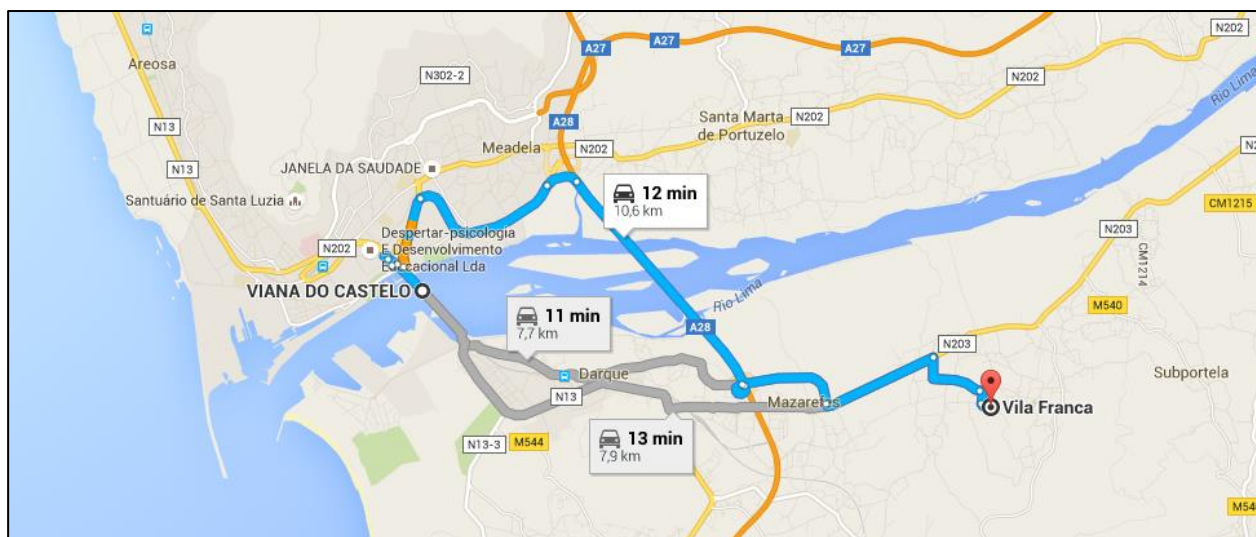 A27
A27
N202
Areosa
N302-2
N202
Rio Lima
A28
Santa Marta
de Portuzelo
N202
N13
Meadela
N202
JANELA DA SAUDADE
N13
12 min
10,6 km
CM1215
Santuário de Santa Luzia
N203
Despertar-psicologia
E Desenvolvimento
Educacional Lda
N202
CM1214
VIANA DO CASTELO
Rio Lima
M540
11 min
7,7 km
A28
N203
Darque
Subportela
N13
Mazarefes
Vila Franca
N13-3
M544
13 min
7,9 km